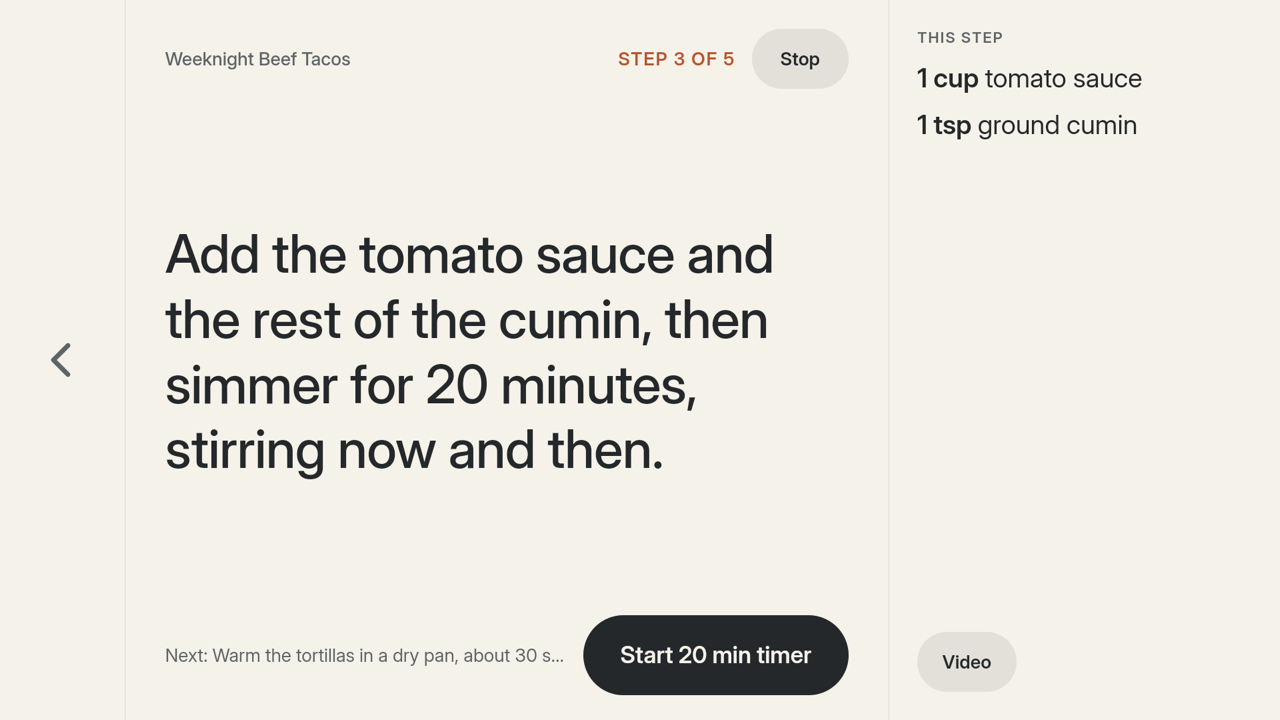 Weeknight Beef Tacos
STEP 3 OF 5
Stop
Add the tomato sauce and
the rest of the cumin, then
simmer for 20 minutes,
stirring now and then.
Next: Warm the tortillas in a dry pan, about 30 s...
Start 20 min timer
THIS STEP
1 cup tomato sauce
1 tsp ground cumin
Video